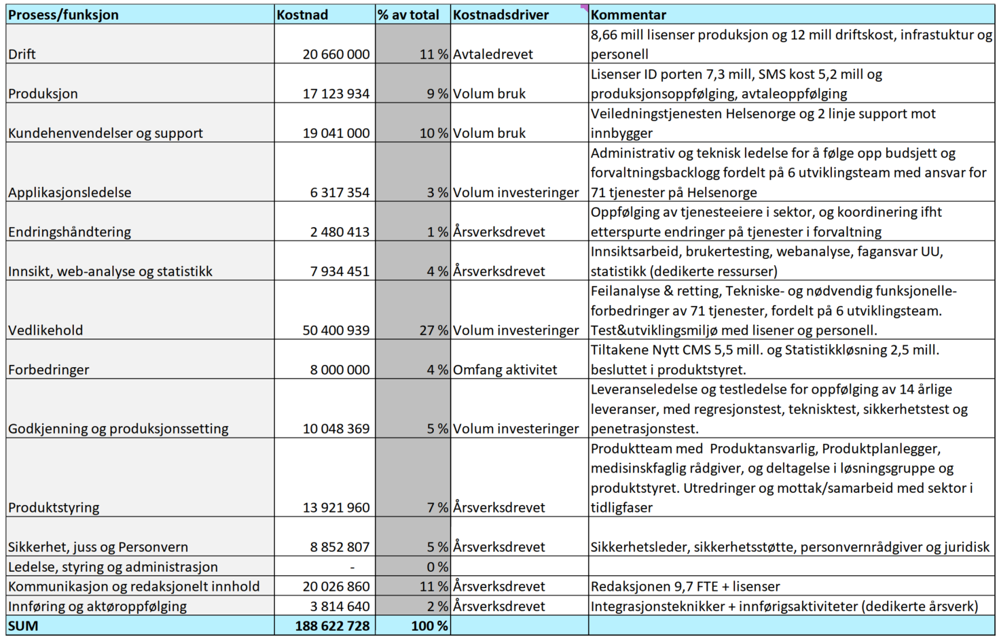 Prosess/funksjon Kostnad % av total Kostnadsdriver Kommentar
8,66 mill lisenser produksjon og 12 mill driftskost, infrastuktur og
Drift 20 660 000 11 % Avtaledrevet personell
Lisenser ID porten 7,3 mill, SMS kost 5,2 mill og
Produksjon 17 123 934 9 % Volum bruk produksjonsoppfølging, avtaleoppfølging
Veiledningstjenesten Helsenorge og 2 linje support mot
Kundehenvendelser og support 19 041 000 10 % Volum bruk innbygger
Administrativ og teknisk ledelse for å følge opp budsjett og
forvaltningsbacklogg fordelt på 6 utviklingsteam med ansvar for
Applikasjonsledelse 6 317 354 3 % Volum investeringer 71 tjenester på Helsenorge
Oppfølging av tjenesteeiere i sektor, og koordinering ifht
Endringshåndtering 2 480 413 1 % Årsverksdrevet etterspurte endringer på tjenester i forvaltning
Innsiktsarbeid, brukertesting, webanalyse, fagansvar UU,
Innsikt, web-analyse og statistikk 7 934 451 4 % Årsverksdrevet statistikk (dedikerte ressurser)
Feilanalyse & retting, Tekniske- og nødvendig funksjonelle-
forbedringer av 71 tjenester, fordelt på 6 utviklingsteam.
Vedlikehold 50 400 939 27 % Volum investeringer Test&utviklingsmiljø med lisener og personell.
Tiltakene Nytt CMS 5,5 mill. og Statistikkløsning 2,5 mill.
Forbedringer 8 000 000 4 % Omfang aktivitet besluttet i produktstyret.
Leveranseledelse og testledelse for oppfølging av 14 årlige
leveranser, med regresjonstest, teknisktest, sikkerhetstest og
Godkjenning og produksjonssetting 10 048 369 5 % Volum investeringer penetrasjonstest.
Produktteam med  Produktansvarlig, Produktplanlegger,
medisinskfaglig rådgiver, og deltagelse i løsningsgruppe og
produktstyret. Utredringer og mottak/samarbeid med sektor i
Produktstyring 13 921 960 7 % Årsverksdrevet tidligfaser
Sikkerhet, juss og Personvern 8 852 807 5 % Årsverksdrevet Sikkerhetsleder, sikkerhetsstøtte, personvernrådgiver og juridisk
Ledelse, styring og administrasjon - 0 %
Kommunikasjon og redaksjonelt innhold 20 026 860 11 % Årsverksdrevet Redaksjonen 9,7 FTE + lisenser
Innføring og aktøroppfølging 3 814 640 2 % Årsverksdrevet Integrasjonsteknikker + innførigsaktiviteter (dedikerte årsverk)
SUM 188 622 728 100 %